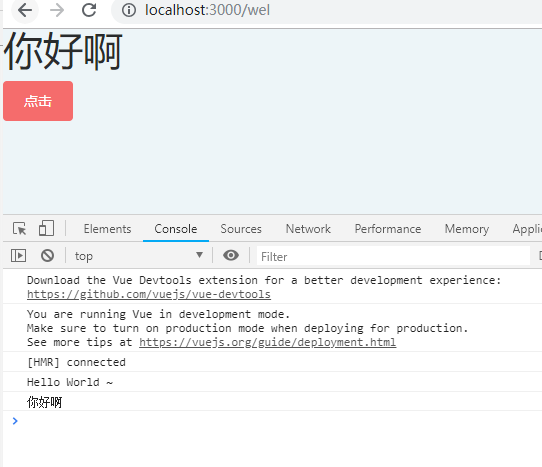 localhost:3000/wel
你好啊
点击
Elements Console Sources Network Performance Memory
top Filter
Download the Vue Devtools extension for a better development experience:
https://github.com/vuejs/vue-devtools
You are running Vue in development mode.
Make sure to turn on production mode when deploying for production.
See more tips at https://vuejs.org/guide/deployment.html
[HMR] connected
Hello World ~
你好啊